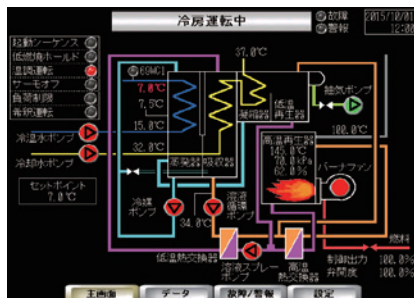 冷房運転中
故障
警報
2015/10/01
12:00
起動シーケンス
低燃焼ホールド
温調運転
サーモオフ
負荷制限
希釈運転
69WC1
7.0℃
7.5℃
15.0℃
32.0℃
37.0℃
凝縮器
低温
再生器
抽気ポンプ
100.0℃
冷温水ポンプ
冷却水ポンプ
蒸発器
吸収器
高温再生器
145.0℃
70.0kPa
62.0%
バーナファン
セットポイント
7.0℃
冷媒
ポンプ
34.0℃
溶液
循環
ポンプ
低温熱交換器
溶液スプレー
ポンプ
高温
熱交換器
燃料
制御出力 100.0%
弁開度 100.0%
主画面
データ
故障/警報
設定